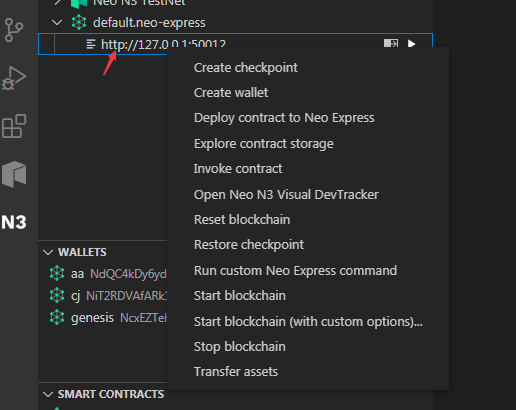 Neo N3 TestNet
default.neo-express
http://127.0.0.1:50012
Create checkpoint
Create wallet
Deploy contract to Neo Express
Explore contract storage
Invoke contract
Open Neo N3 Visual DevTracker
Reset blockchain
Restore checkpoint
Run custom Neo Express command
Start blockchain
Start blockchain (with custom options)...
Stop blockchain
Transfer assets
N3
WALLETS
aa NdQC4kDy6yd
cj NiT2RDVAfARk
genesis NcxEZTe
SMART CONTRACTS